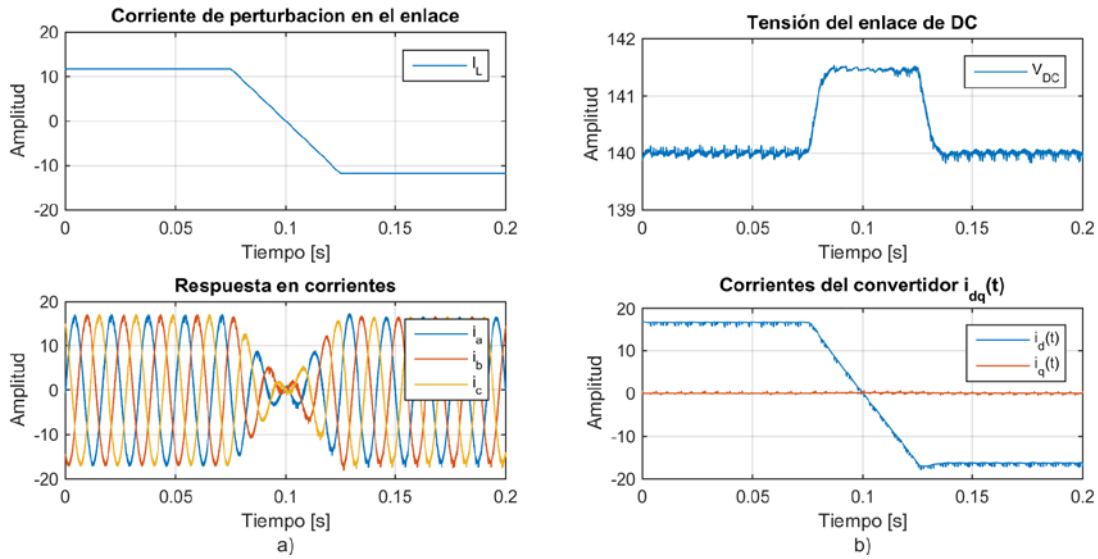 Corriente de perturbacion en el enlace
20
10
0
-10
-20
Amplitud
I_L
0 0.05 0.1 0.15 0.2
Tiempo [s]
Respuesta en corrientes
20
10
0
-10
-20
Amplitud
i_a
i_b
i_c
0 0.05 0.1 0.15 0.2
Tiempo [s]
a)
Tensión del enlace de DC
142
141
140
139
Amplitud
V_DC
0 0.05 0.1 0.15 0.2
Tiempo [s]
Corrientes del convertidor i_dq(t)
20
10
0
-10
-20
Amplitud
i_d(t)
i_q(t)
0 0.05 0.1 0.15 0.2
Tiempo [s]
b)